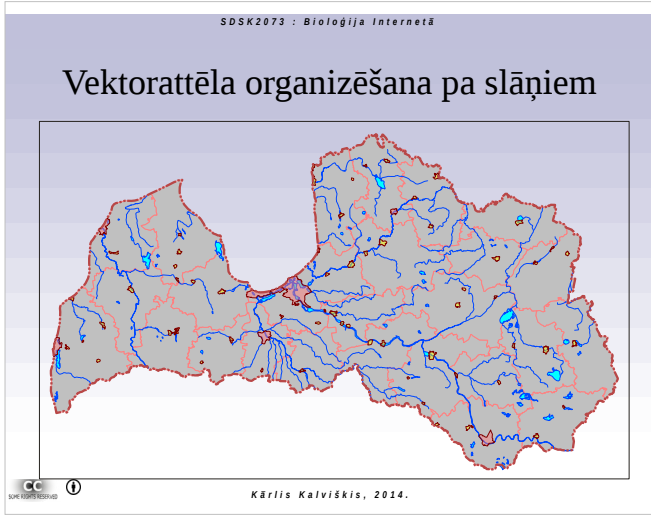 SDSK2073 : Bioloģija Internetā
Vektorattēla organizēšana pa slāņiem
CC
SOME RIGHTS RESERVED
Kārlis Kalviškis, 2014.